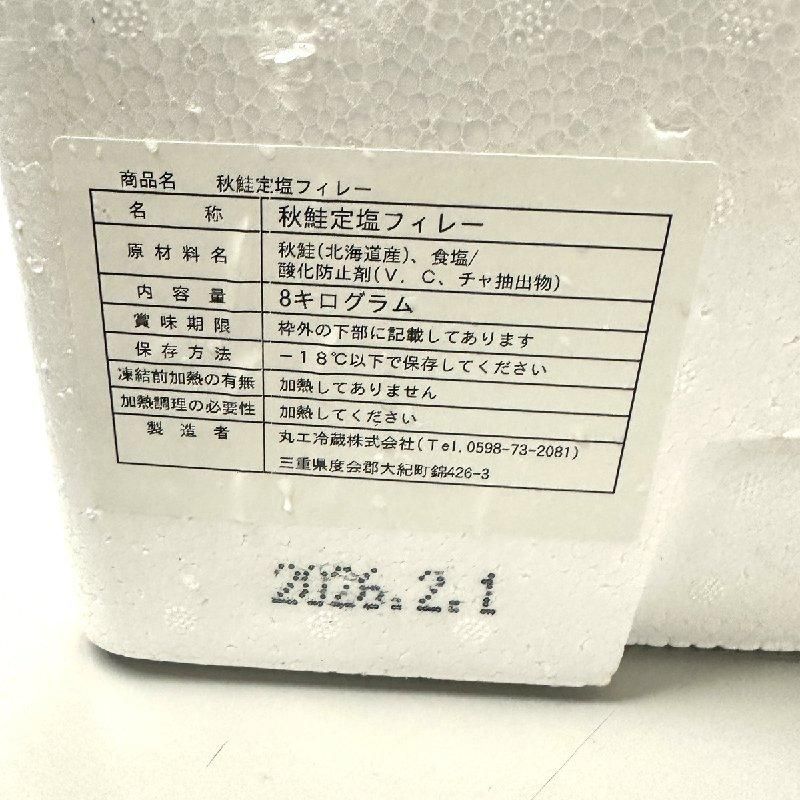 商品名 秋鮭定塩フィレー
名称 秋鮭定塩フィレー
原材料名 秋鮭(北海道産)、食塩/
酸化防止剤(V．C、チャ抽出物)
内容量 8キログラム
賞味期限 枠外の下部に記載してあります
保存方法 －18℃以下で保存してください
凍結前加熱の有無 加熱してありません
加熱調理の必要性 加熱してください
製造者 丸エ冷蔵株式会社(Tel.0598-73-2081)
三重県度会郡大紀町錦426-3
2026.2.1